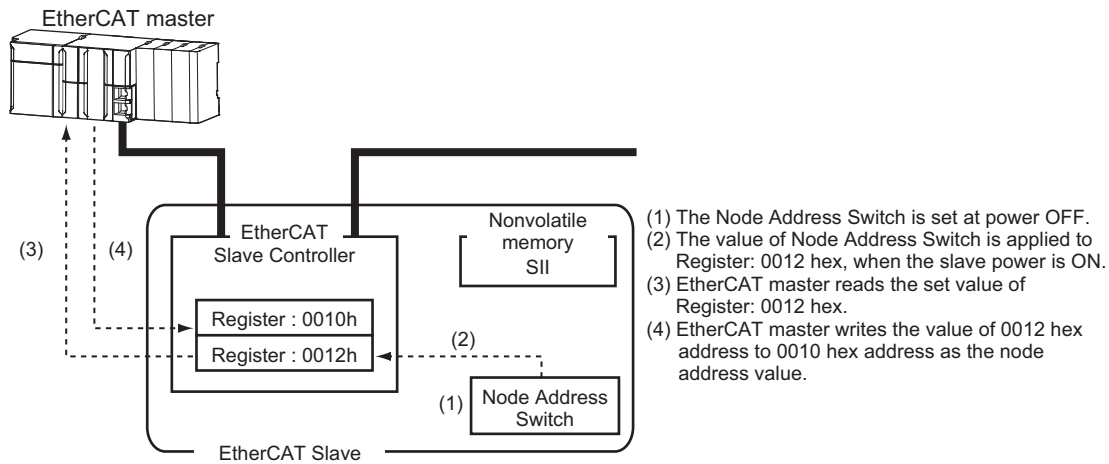 EtherCAT master
(3)
(4)
EtherCAT
Slave Controller
Register : 0010h
Register : 0012h
Nonvolatile
memory
SII
(2)
(1)
Node Address
Switch
EtherCAT Slave
(1) The Node Address Switch is set at power OFF.
(2) The value of Node Address Switch is applied to
Register: 0012 hex, when the slave power is ON.
(3) EtherCAT master reads the set value of
Register: 0012 hex.
(4) EtherCAT master writes the value of 0012 hex
address to 0010 hex address as the node
address value.